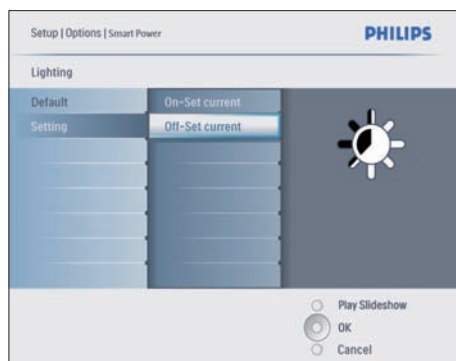 Setup | Options | Smart Power
PHILIPS
Lighting
Default
On-Set current
Setting
Off-Set current
Play Slideshow
OK
Cancel